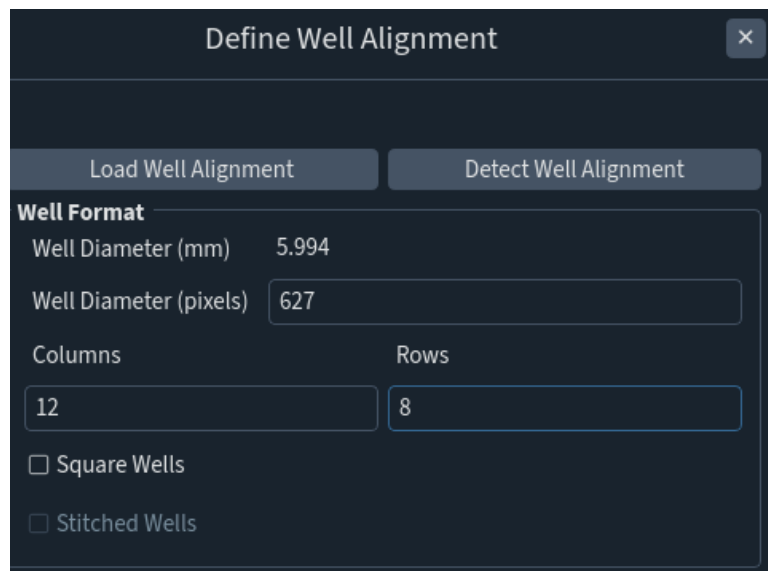 Define Well Alignment ×
Load Well Alignment Detect Well Alignment
Well Format
Well Diameter (mm) 5.994
Well Diameter (pixels) 627
Columns Rows
12 8
Square Wells
Stitched Wells